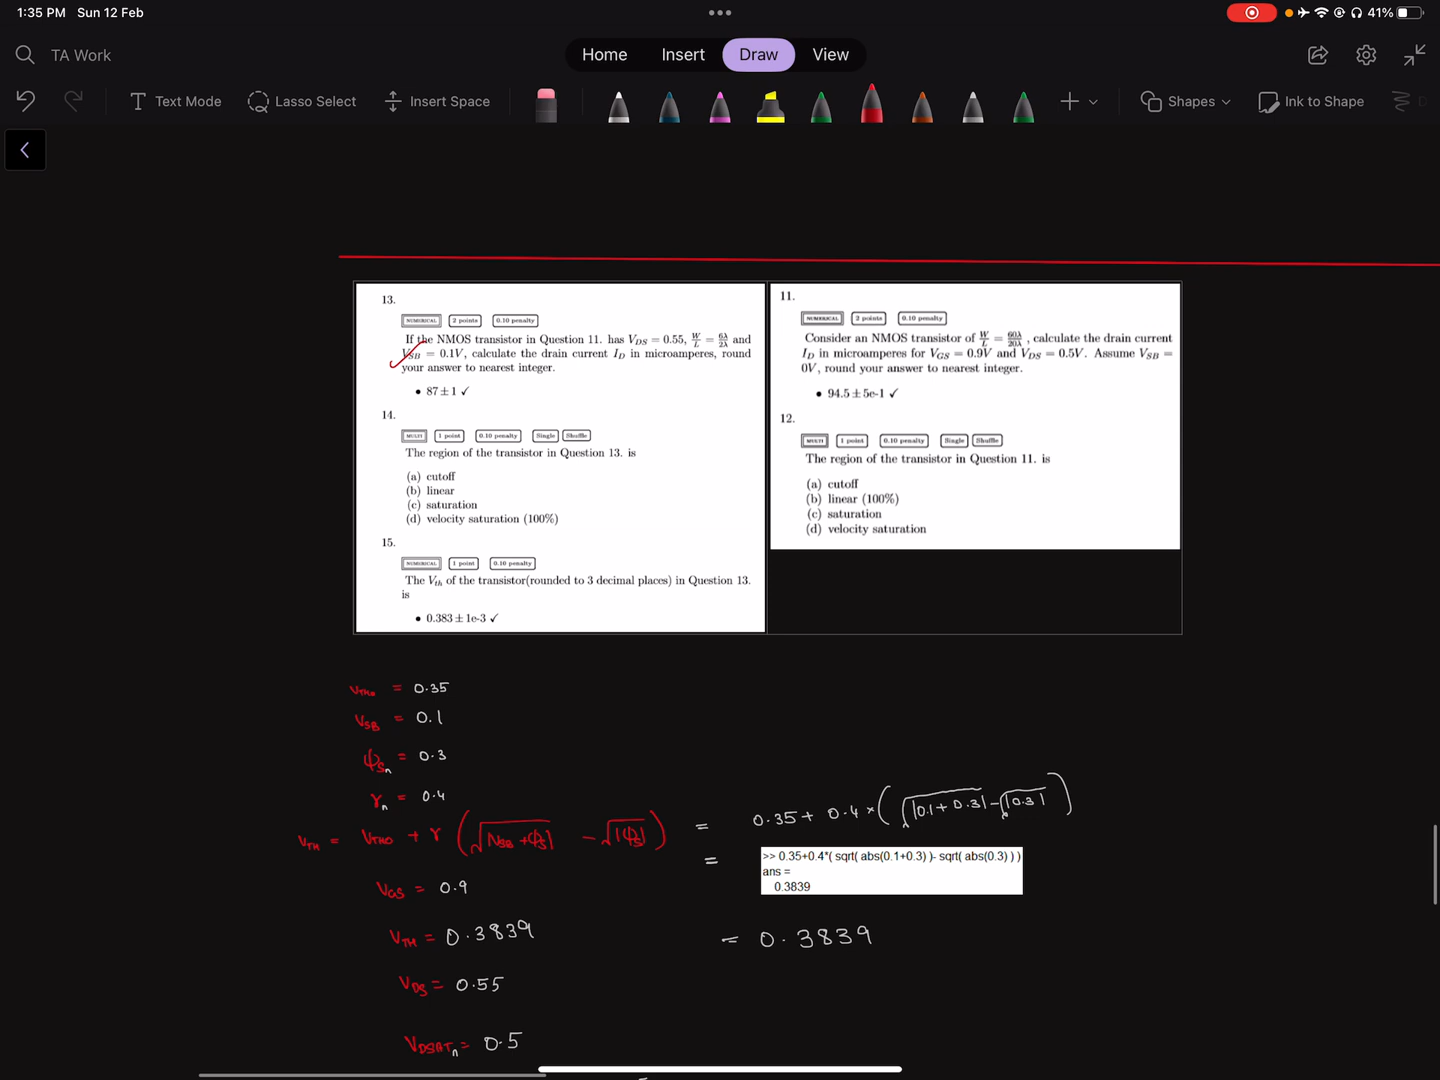 1:35 PM Sun 12 Feb
41%
TA Work
Home Insert Draw View
Text Mode Lasso Select Insert Space Shapes Ink to Shape D
13.
NUMERICAL 2 points 0.10 penalty
If the NMOS transistor in Question 11. has V_DS = 0.55, W/L = 6λ/2λ and
V_SB = 0.1V, calculate the drain current I_D in microamperes, round
your answer to nearest integer.
• 87 ± 1 ✓
14.
MULTI 1 point 0.10 penalty Single Shuffle
The region of the transistor in Question 13. is
(a) cutoff
(b) linear
(c) saturation
(d) velocity saturation (100%)
15.
NUMERICAL 1 point 0.10 penalty
The V_th of the transistor(rounded to 3 decimal places) in Question 13.
is
• 0.383 ± 1e-3 ✓
11.
NUMERICAL 2 points 0.10 penalty
Consider an NMOS transistor of W/L = 60λ/20λ , calculate the drain current
I_D in microamperes for V_GS = 0.9V and V_DS = 0.5V. Assume V_SB =
0V, round your answer to nearest integer.
• 94.5 ± 5e-1 ✓
12.
MULTI 1 point 0.10 penalty Single Shuffle
The region of the transistor in Question 11. is
(a) cutoff
(b) linear (100%)
(c) saturation
(d) velocity saturation
V_THO = 0.35
V_SB = 0.1
φ_Sn = 0.3
γ_n = 0.4
V_TH = V_THO + γ (√|V_SB + φ_S| - √|φ_S|) = 0.35 + 0.4 × (√|0.1 + 0.3| - √|0.3|)
=
>> 0.35+0.4*( sqrt( abs(0.1+0.3) )- sqrt( abs(0.3) ) )
ans =
0.3839
V_GS = 0.9
V_TH = 0.3839
= 0.3839
V_DS = 0.55
V_DSATn = 0.5